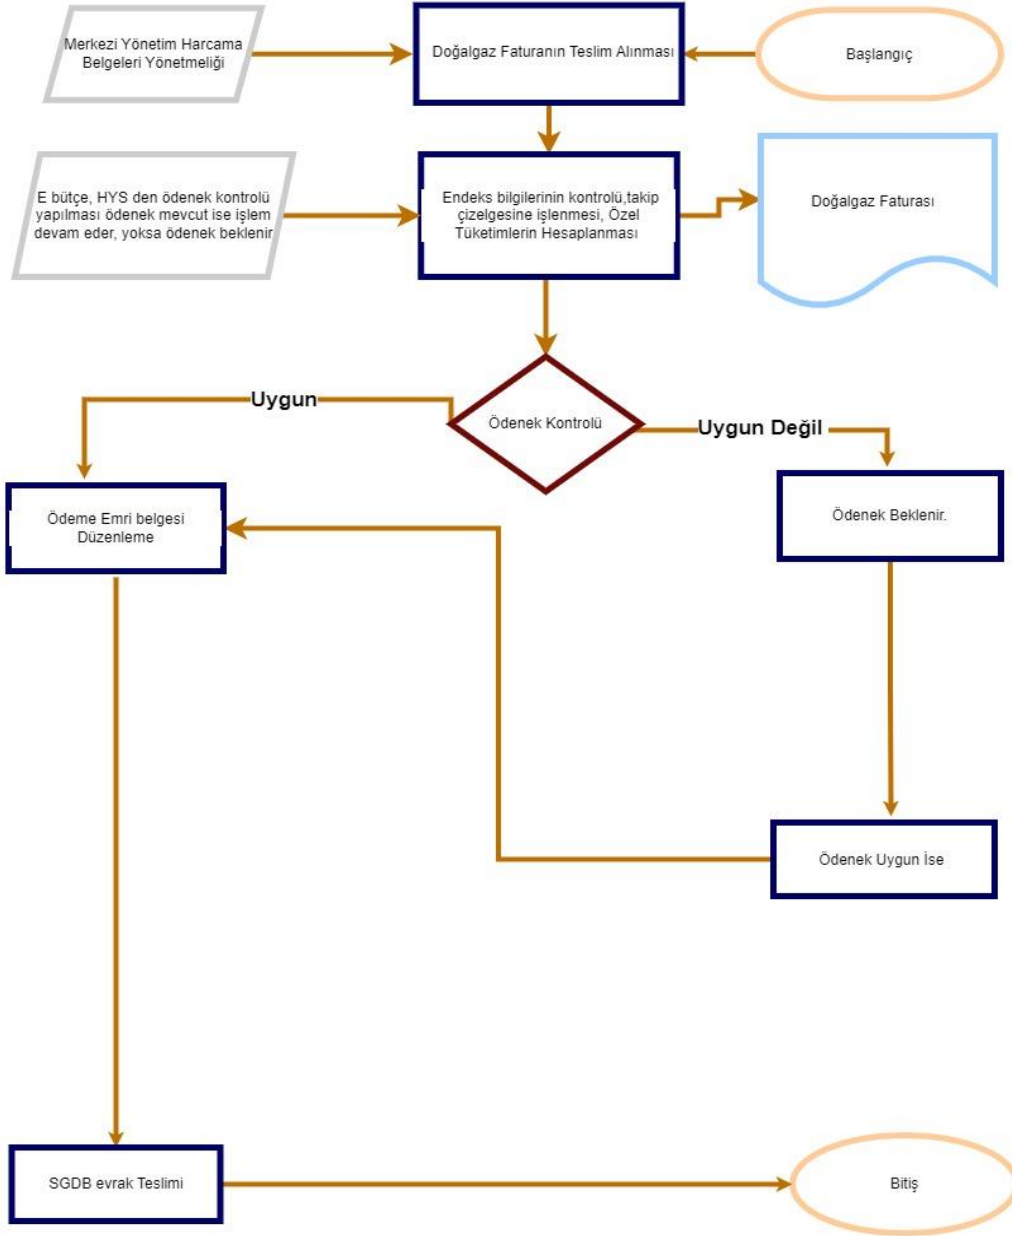 Merkezi Yönetim Harcama
Belgeleri Yönetmeliği
Doğalgaz Faturanın Teslim Alınması
Başlangıç
E bütçe, HYS den ödenek kontrolü
yapılması ödenek mevcut ise işlem
devam eder, yoksa ödenek beklenir
Endeks bilgilerinin kontrolü,takip
çizelgesine işlenmesi, Özel
Tüketimlerin Hesaplanması
Doğalgaz Faturası
Uygun
Ödenek Kontrolü
Uygun Değil
Ödeme Emri belgesi
Düzenleme
Ödenek Beklenir.
Ödenek Uygun İse
SGDB evrak Teslimi
Bitiş